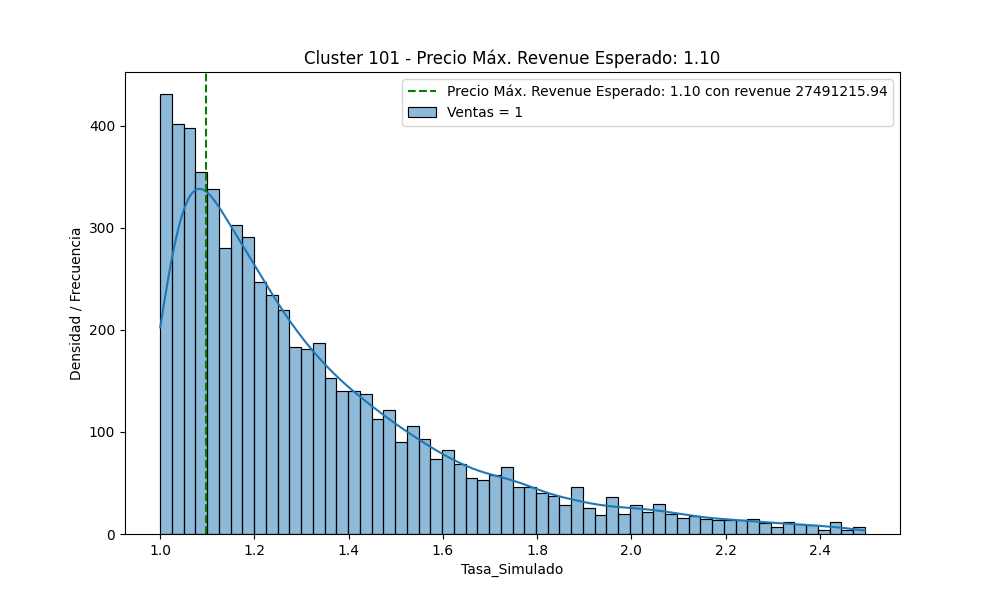 Cluster 101 - Precio Máx. Revenue Esperado: 1.10
Precio Máx. Revenue Esperado: 1.10 con revenue 27491215.94
Ventas = 1
Densidad / Frecuencia
400
300
200
100
0
1.0 1.2 1.4 1.6 1.8 2.0 2.2 2.4
Tasa_Simulado